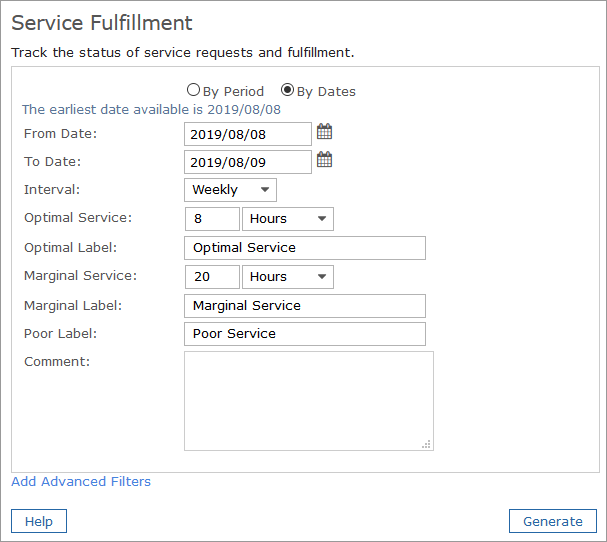 Service Fulfillment
Track the status of service requests and fulfillment.
By Period By Dates
The earliest date available is 2019/08/08
From Date: 2019/08/08
To Date: 2019/08/09
Interval: Weekly
Optimal Service: 8 Hours
Optimal Label: Optimal Service
Marginal Service: 20 Hours
Marginal Label: Marginal Service
Poor Label: Poor Service
Comment:
Add Advanced Filters
Help Generate